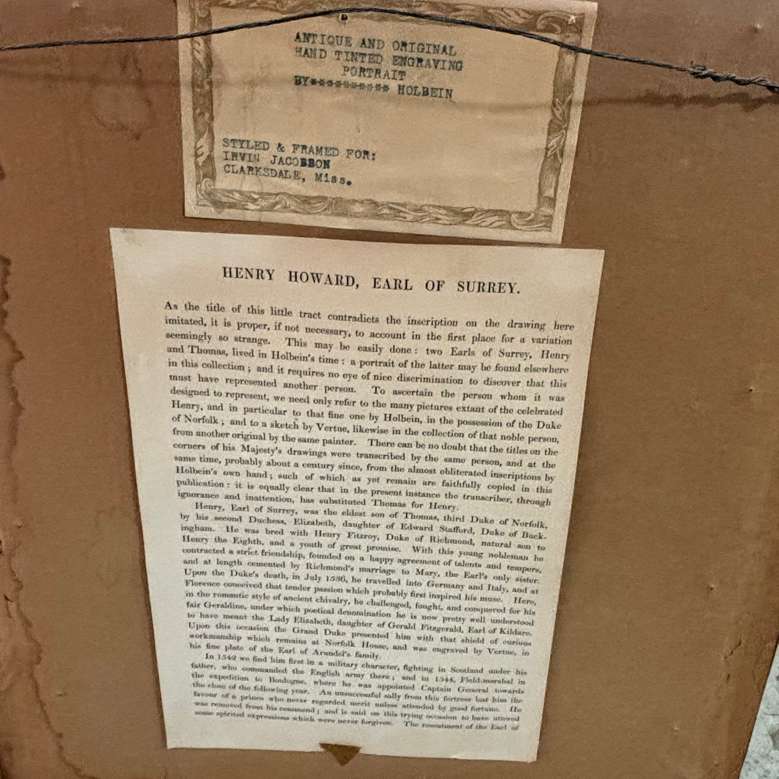 ANTIQUE AND ORIGINAL
HAND TINTED ENGRAVING
PORTRAIT
BY********** HOLBEIN
STYLED & FRAMED FOR:
IRVIN JACOBSON
CLARKSDALE, Miss.
HENRY HOWARD, EARL OF SURREY.
As the title of this little tract contradicts the inscription on the drawing here
imitated, it is proper, if not necessary, to account in the first place for a variation
seemingly so strange. This may be easily done: two Earls of Surrey, Henry
and Thomas, lived in Holbein's time: a portrait of the latter may be found elsewhere
in this collection; and it requires no eye of nice discrimination to discover that this
must have represented another person. To ascertain the person whom it was
designed to represent, we need only refer to the many pictures extant of the celebrated
Henry, and in particular to that fine one by Holbein, in the possession of the Duke
of Norfolk; and to a sketch by Vertue, likewise in the collection of that noble person,
from another original by the same painter. There can be no doubt that the titles on the
corners of his Majesty's drawings were transcribed by the same person, and at the
same time, probably about a century since, from the almost obliterated inscriptions by
Holbein's own hand; such of which as yet remain are faithfully copied in this
publication: it is equally clear that in the present instance the transcriber, through
ignorance and inattention, has substituted Thomas for Henry.
Henry, Earl of Surrey, was the eldest son of Thomas, third Duke of Norfolk,
by his second Duchess, Elizabeth, daughter of Edward Stafford, Duke of Buck-
ingham. He was bred with Henry Fitzroy, Duke of Richmond, natural son to
Henry the Eighth, and a youth of great promise. With this young nobleman he
contracted a strict friendship, founded on a happy agreement of talents and tempers,
and at length cemented by Richmond's marriage to Mary, the Earl's only sister.
Upon the Duke's death, in July 1536, he travelled into Germany and Italy, and at
Florence conceived that tender passion which probably first inspired his muse. Here,
in the romantic style of ancient chivalry, he challenged, fought, and conquered for his
fair Geraldine, under which poetical denomination he is now pretty well understood
to have meant the Lady Elizabeth, daughter of Gerald Fitzgerald, Earl of Kildare.
Upon this occasion the Grand Duke presented him with that shield of curious
workmanship which remains at Norfolk House, and was engraved by Vertue, in
his fine plate of the Earl of Arundel's family.
In 1542 we find him first in a military character, fighting in Scotland under his
father, who commanded the English army there; and in 1544, Field-marshal in
the expedition to Boulogne, where he was appointed Captain General towards
the close of the following year. An unsuccessful sally from this fortress lost him the
favour of a prince who never regarded merit unless attended by good fortune. He
was removed from his command; and is said on this trying occasion to have uttered
some spirited expressions which were never forgiven. The resentment of the Earl of